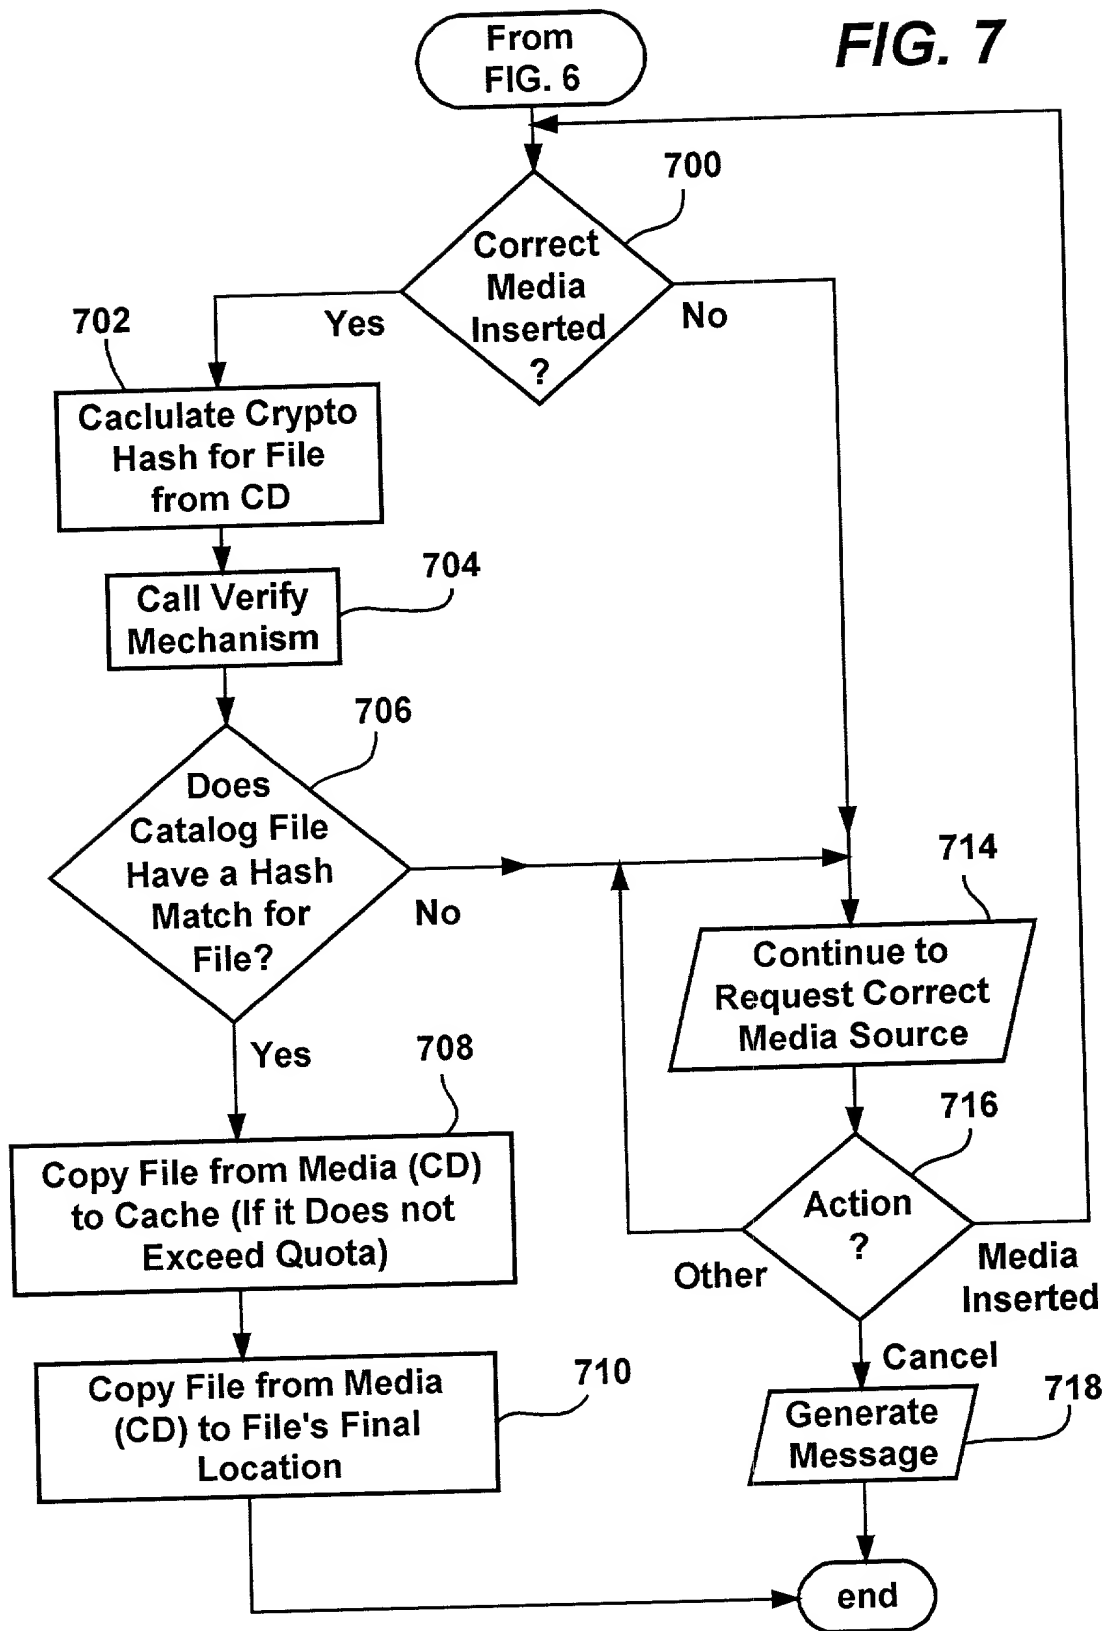 From
FIG. 6
FIG. 7
700
Correct
Media
Inserted
?
Yes
No
702
Caclulate Crypto
Hash for File
from CD
704
Call Verify
Mechanism
706
Does
Catalog File
Have a Hash
Match for
File?
No
Yes
714
Continue to
Request Correct
Media Source
708
Copy File from Media (CD)
to Cache (If it Does not
Exceed Quota)
716
Action
?
Other
Media
Inserted
Cancel
710
Copy File from Media
(CD) to File's Final
Location
718
Generate
Message
end